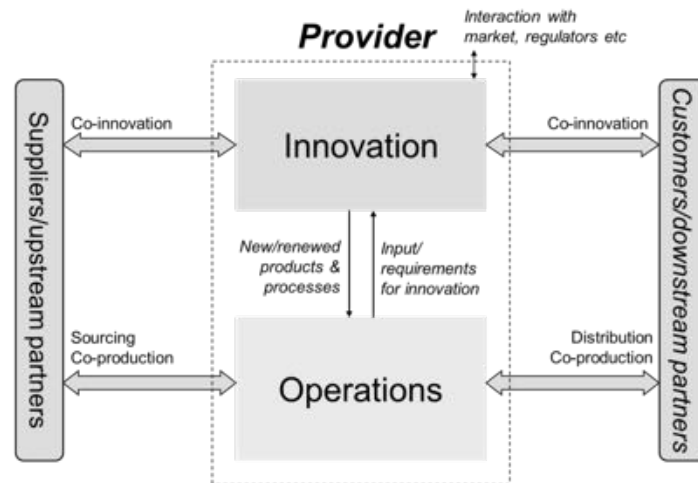 Provider
Interaction with
market, regulators etc
Suppliers/upstream partners
Co-innovation
Innovation
Co-innovation
Customers/downstream partners
New/renewed
products &
processes
Input/
requirements
for innovation
Sourcing
Co-production
Operations
Distribution
Co-production